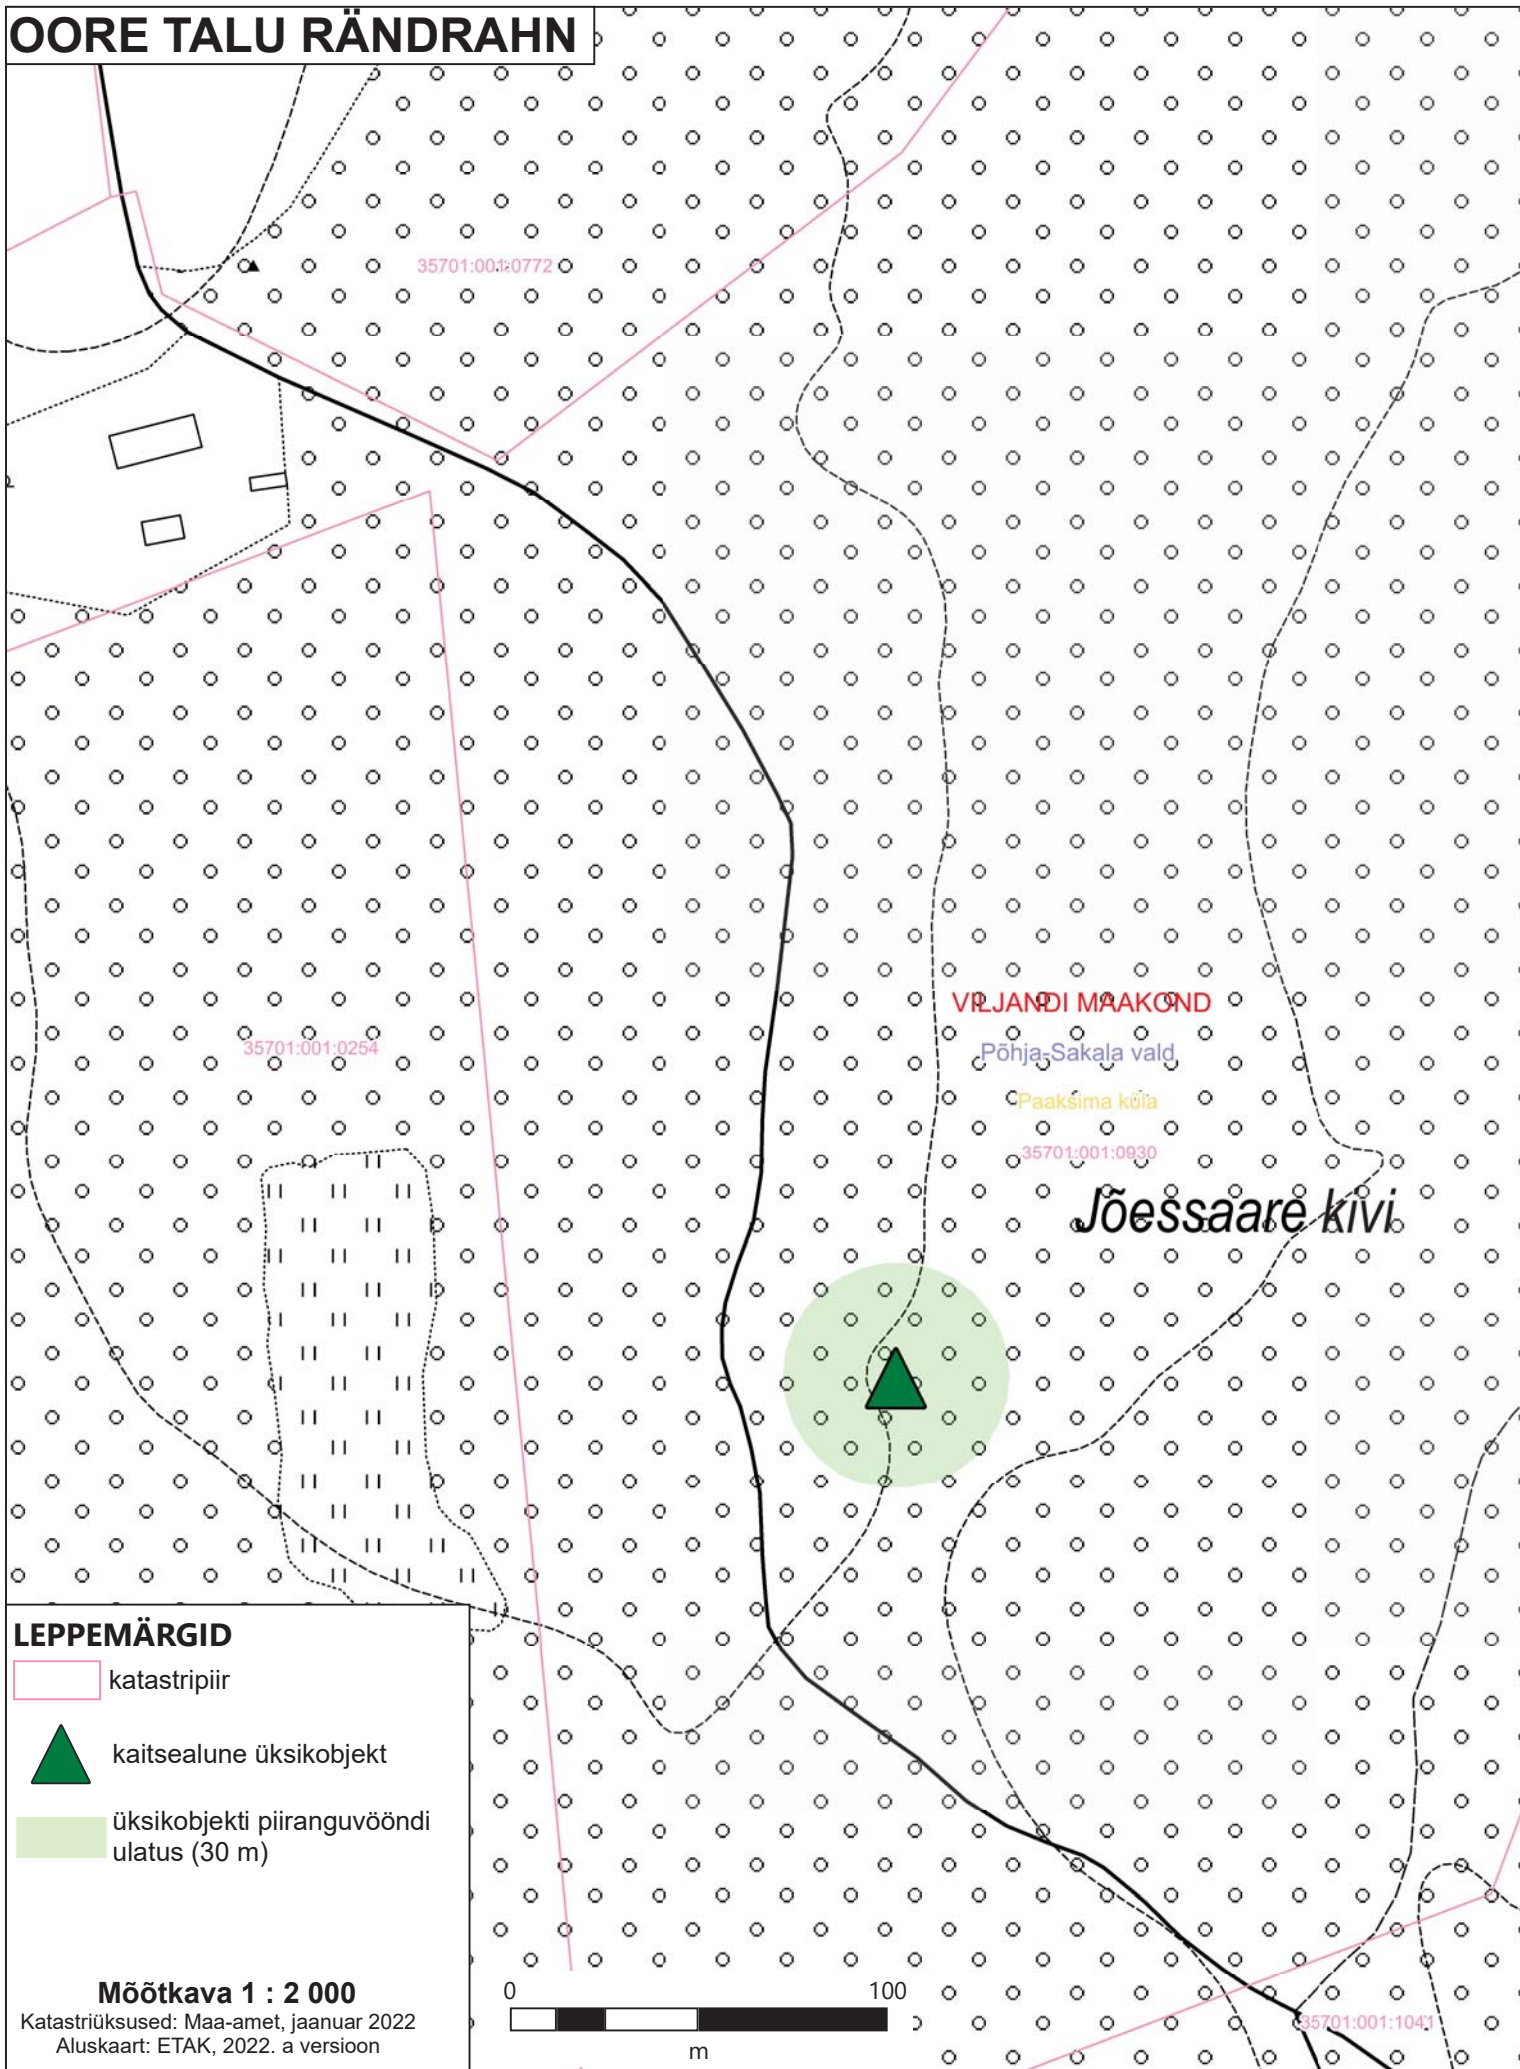 OORE TALU RÄNDRAHN
35701:001:0772
VILJANDI MAAKOND
35701:001:0254
Põhja-Sakala vald
Paaksima küla
35701:001:0930
Jõessaare kivi
LEPPEMÄRGID
katastripiir
kaitsealune üksikobjekt
üksikobjekti piiranguvööndi
ulatus (30 m)
Mõõtkava 1 : 2 000
Katastriüksused: Maa-amet, jaanuar 2022
Aluskaart: ETAK, 2022. a versioon
0 100
m
35701:001:1041